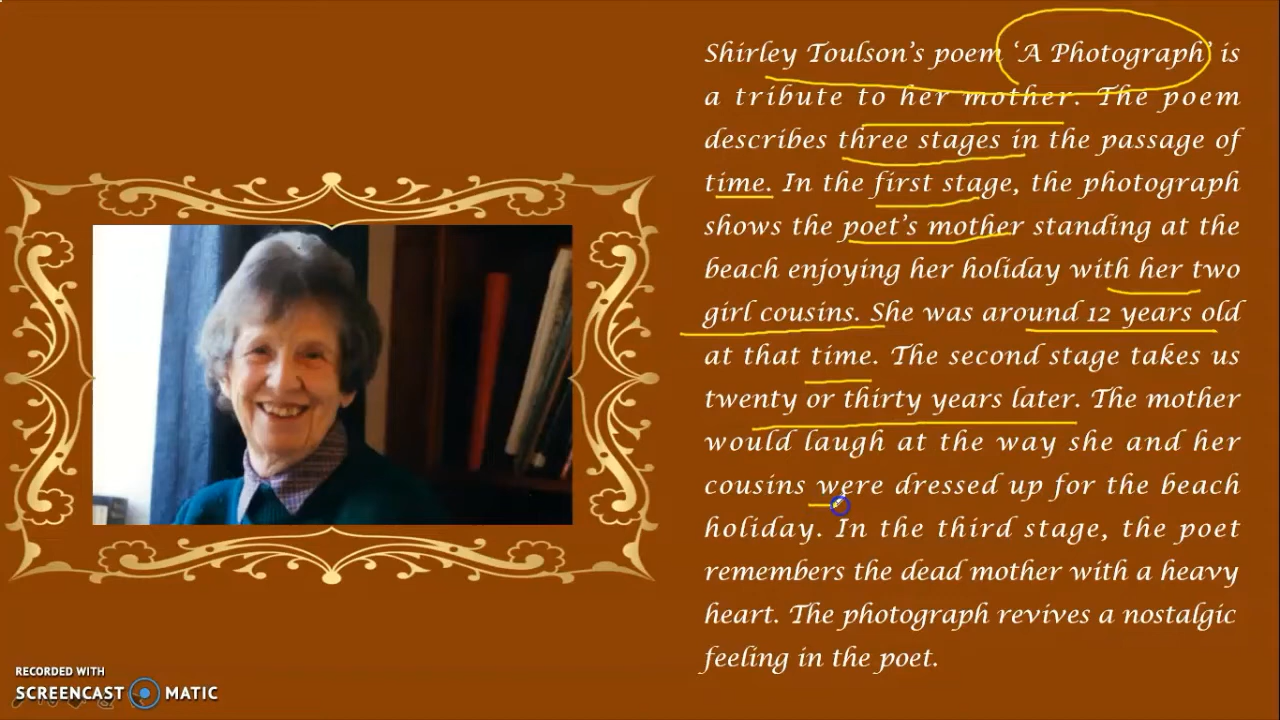 Shirley Toulson's poem 'A Photograph' is
a tribute to her mother. The poem
describes three stages in the passage of
time. In the first stage, the photograph
shows the poet's mother standing at the
beach enjoying her holiday with her two
girl cousins. She was around 12 years old
at that time. The second stage takes us
twenty or thirty years later. The mother
would laugh at the way she and her
cousins were dressed up for the beach
holiday. In the third stage, the poet
remembers the dead mother with a heavy
heart. The photograph revives a nostalgic
feeling in the poet.
RECORDED WITH
SCREENCAST MATIC